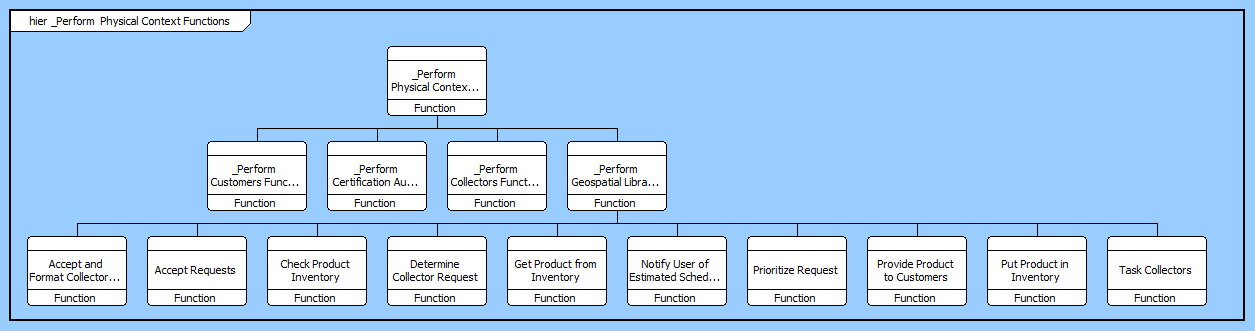 hier _Perform Physical Context Functions
_Perform
Physical Contex...
Function
_Perform
Customers Func...
Function
_Perform
Certification Au...
Function
_Perform
Collectors Funct...
Function
_Perform
Geospatial Libra...
Function
Accept and
Format Collector...
Function
Accept Requests
Function
Check Product
Inventory
Function
Determine
Collector Request
Function
Get Product from
Inventory
Function
Notify User of
Estimated Sched...
Function
Prioritize Request
Function
Provide Product
to Customers
Function
Put Product in
Inventory
Function
Task Collectors
Function